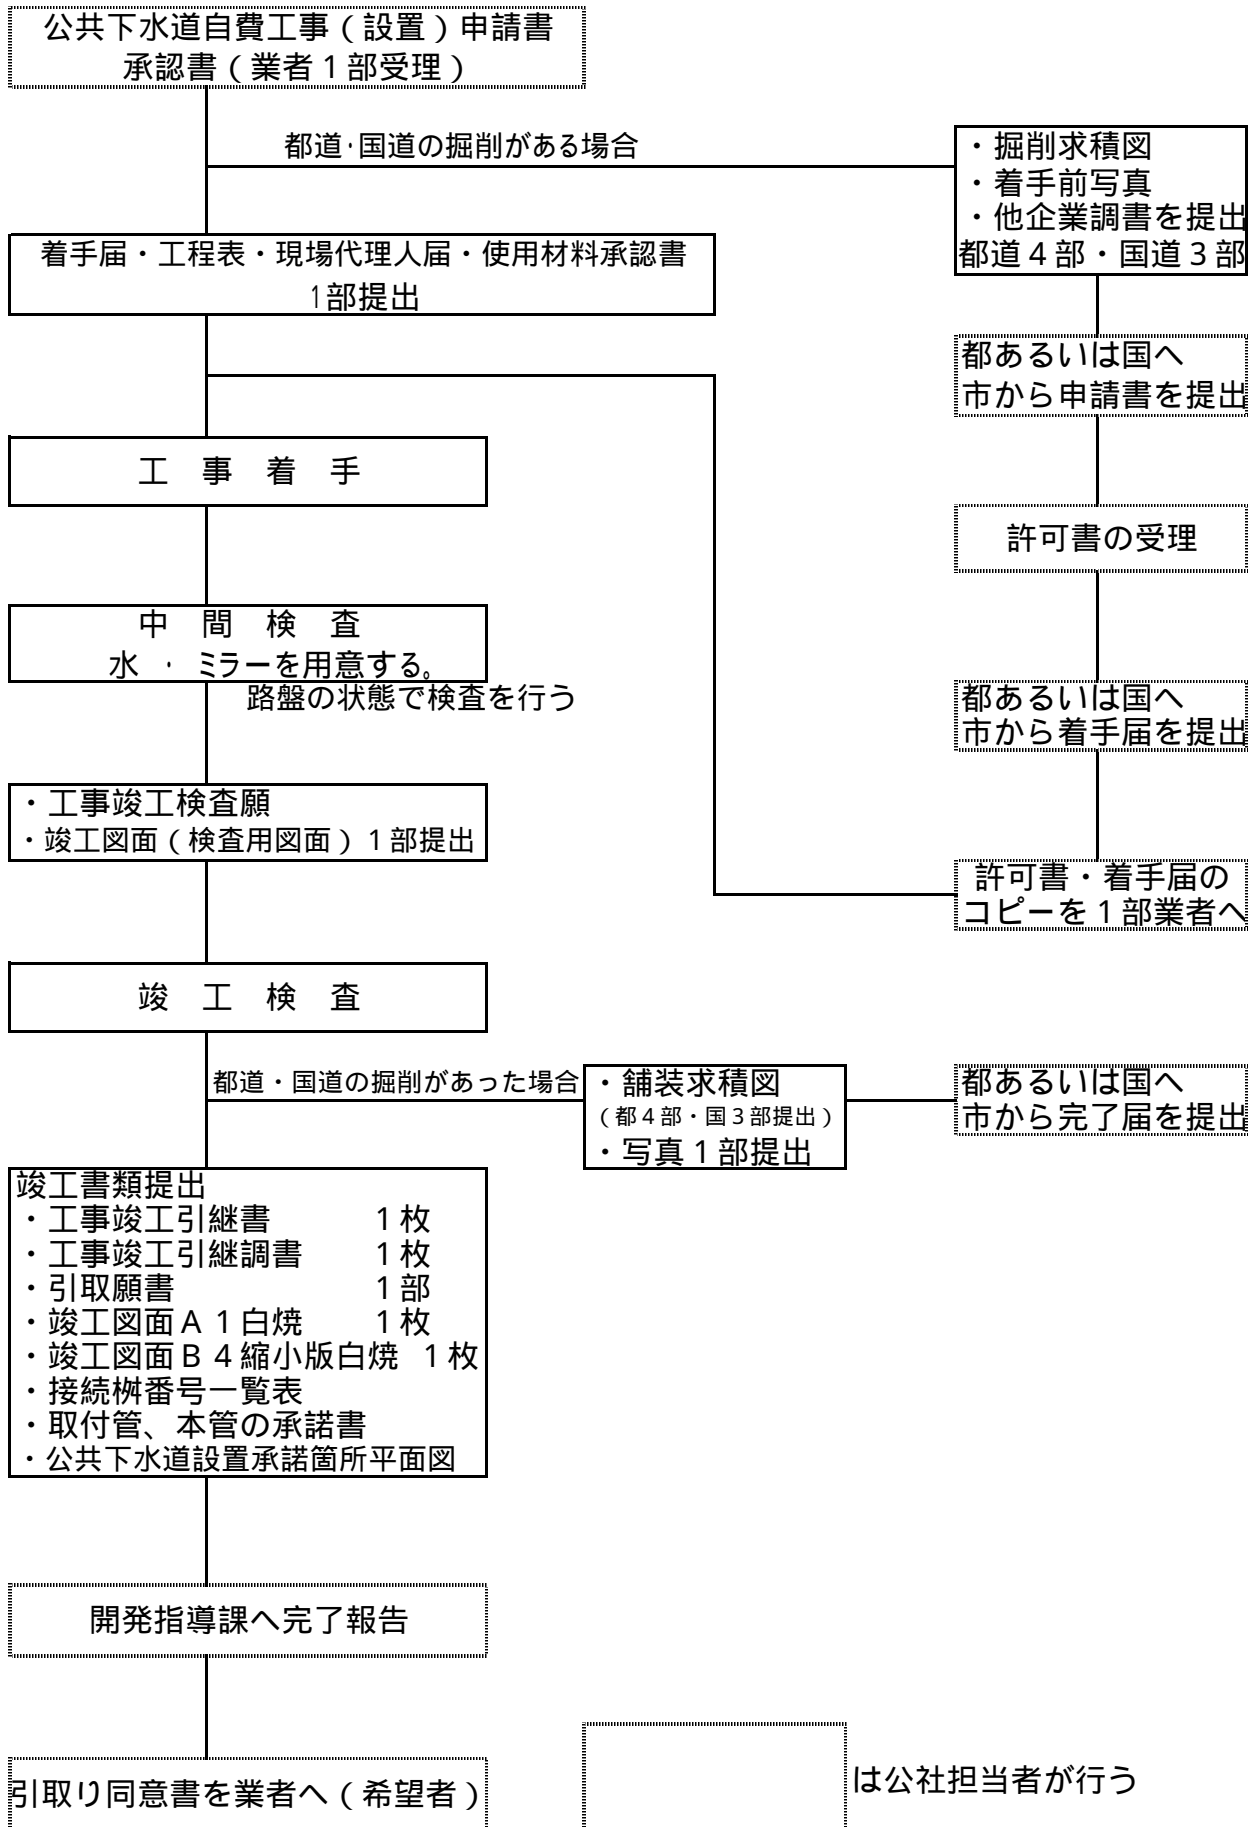 公共下水道自費工事（設置）申請書
承認書（業者1部受理）
都道・国道の掘削がある場合
・掘削求積図
・着手前写真
・他企業調書を提出
都道4部・国道3部
着手届・工程表・現場代理人届・使用材料承認書
1部提出
都あるいは国へ
市から申請書を提出
工 事 着 手
許可書の受理
中 間 検 査
水 ・ ミラーを用意する。
路盤の状態で検査を行う
都あるいは国へ
市から着手届を提出
・工事竣工検査願
・竣工図面（検査用図面）1部提出
許可書・着手届の
コピーを1部業者へ
竣 工 検 査
都道・国道の掘削があった場合
・舗装求積図
（都4部・国3部提出）
・写真1部提出
都あるいは国へ
市から完了届を提出
竣工書類提出
・工事竣工引継書 1枚
・工事竣工引継調書 1枚
・引取願書 1部
・竣工図面A1白焼 1枚
・竣工図面B4縮小版白焼 1枚
・接続桝番号一覧表
・取付管、本管の承諾書
・公共下水道設置承諾箇所平面図
開発指導課へ完了報告
引取り同意書を業者へ（希望者）
は公社担当者が行う